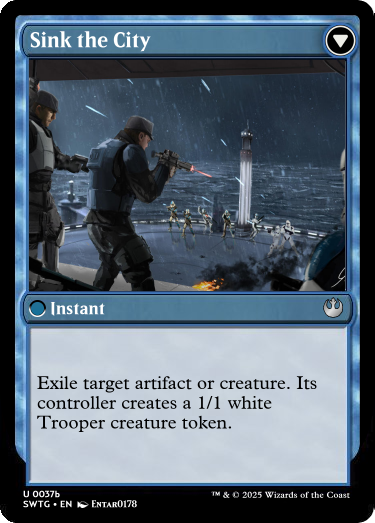 Sink the City
Instant
Exile target artifact or creature. Its
controller creates a 1/1 white
Trooper creature token.
U 0037b
SWTG • EN Entar0178
™ & © 2025 Wizards of the Coast